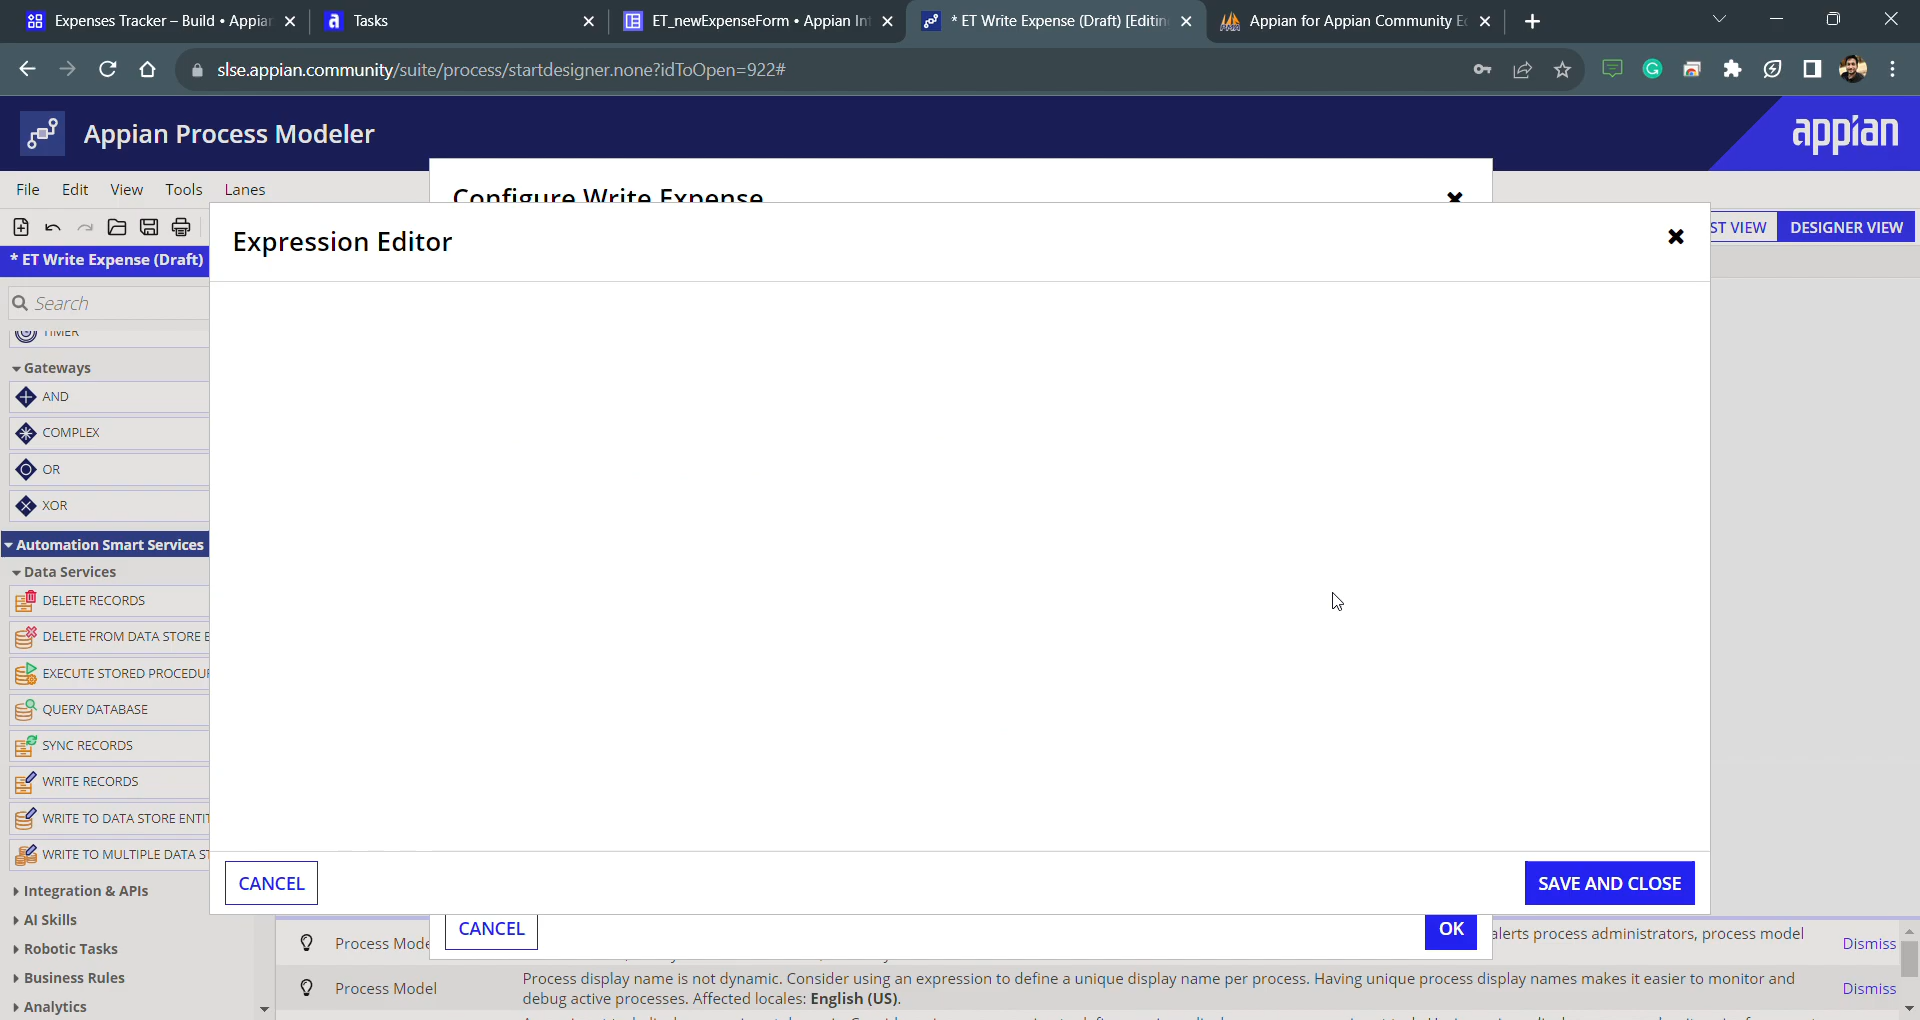 Expenses Tracker – Build • Appian
Tasks
ET_newExpenseForm • Appian In
* ET Write Expense (Draft) [Editin
Appian for Appian Community E
slse.appian.community/suite/process/startdesigner.none?idToOpen=922#
Appian Process Modeler
appian
File Edit View Tools Lanes
Configure Write Expense
ST VIEW
DESIGNER VIEW
Expression Editor
* ET Write Expense (Draft)
Search
TIMER
Gateways
AND
COMPLEX
OR
XOR
Automation Smart Services
Data Services
DELETE RECORDS
DELETE FROM DATA STORE E
EXECUTE STORED PROCEDUR
QUERY DATABASE
SYNC RECORDS
WRITE RECORDS
WRITE TO DATA STORE ENTIT
WRITE TO MULTIPLE DATA ST
Integration & APIs
AI Skills
Robotic Tasks
Business Rules
Analytics
CANCEL
SAVE AND CLOSE
CANCEL
OK
Process Mode
alerts process administrators, process model
Dismiss
Process Model
Process display name is not dynamic. Consider using an expression to define a unique display name per process. Having unique process display names makes it easier to monitor and
debug active processes. Affected locales: English (US).
Dismiss